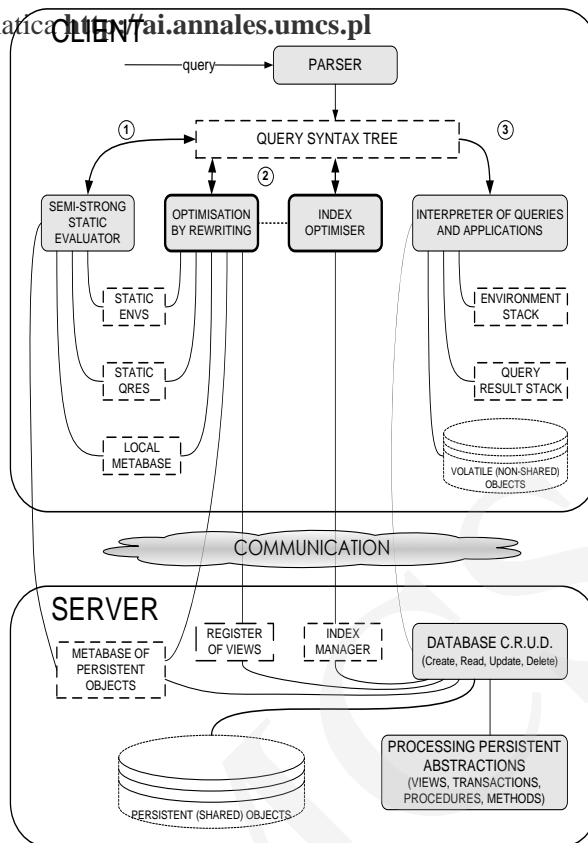 atica http://ai.annales.umcs.pl
CLIENT
query
PARSER
1
QUERY SYNTAX TREE
3
2
SEMI-STRONG
STATIC
EVALUATOR
OPTIMISATION
BY REWRITING
INDEX
OPTIMISER
INTERPRETER OF QUERIES
AND APPLICATIONS
STATIC
ENVS
ENVIRONMENT
STACK
STATIC
QRES
QUERY
RESULT STACK
LOCAL
METABASE
VOLATILE (NON-SHARED)
OBJECTS
COMMUNICATION
SERVER
METABASE OF
PERSISTENT
OBJECTS
REGISTER
OF VIEWS
INDEX
MANAGER
DATABASE C.R.U.D.
(Create, Read, Update, Delete)
PROCESSING PERSISTENT
ABSTRACTIONS
(VIEWS, TRANSACTIONS,
PROCEDURES, METHODS)
PERSISTENT (SHARED) OBJECTS